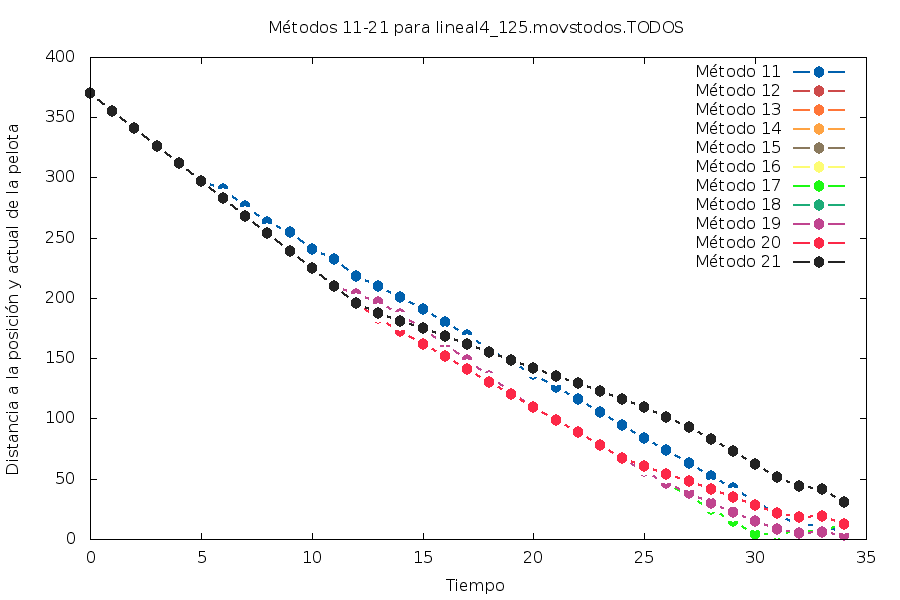 Métodos 11-21 para lineal4_125.movstodos.TODOS
Distancia a la posición y actual de la pelota
400
350
300
250
200
150
100
50
0
Método 11
Método 12
Método 13
Método 14
Método 15
Método 16
Método 17
Método 18
Método 19
Método 20
Método 21
0 5 10 15 20 25 30 35
Tiempo